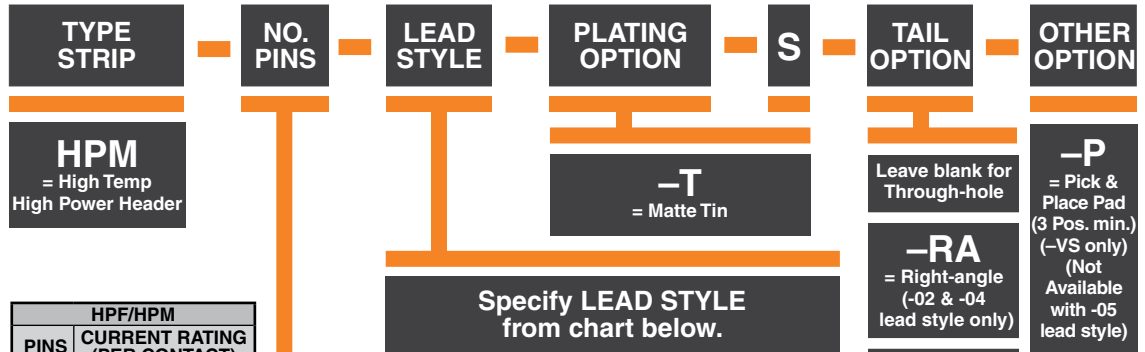 TYPE
STRIP
NO.
PINS
LEAD
STYLE
PLATING
OPTION
S
TAIL
OPTION
OTHER
OPTION
HPM
= High Temp
High Power Header
–T
= Matte Tin
Leave blank for
Through-hole
–RA
= Right-angle
(-02 & -04
lead style only)
–P
= Pick &
Place Pad
(3 Pos. min.)
(–VS only)
(Not
Available
with -05
lead style)
Specify LEAD STYLE
from chart below.
HPF/HPM
PINS
CURRENT RATING
(PER CONTACT)